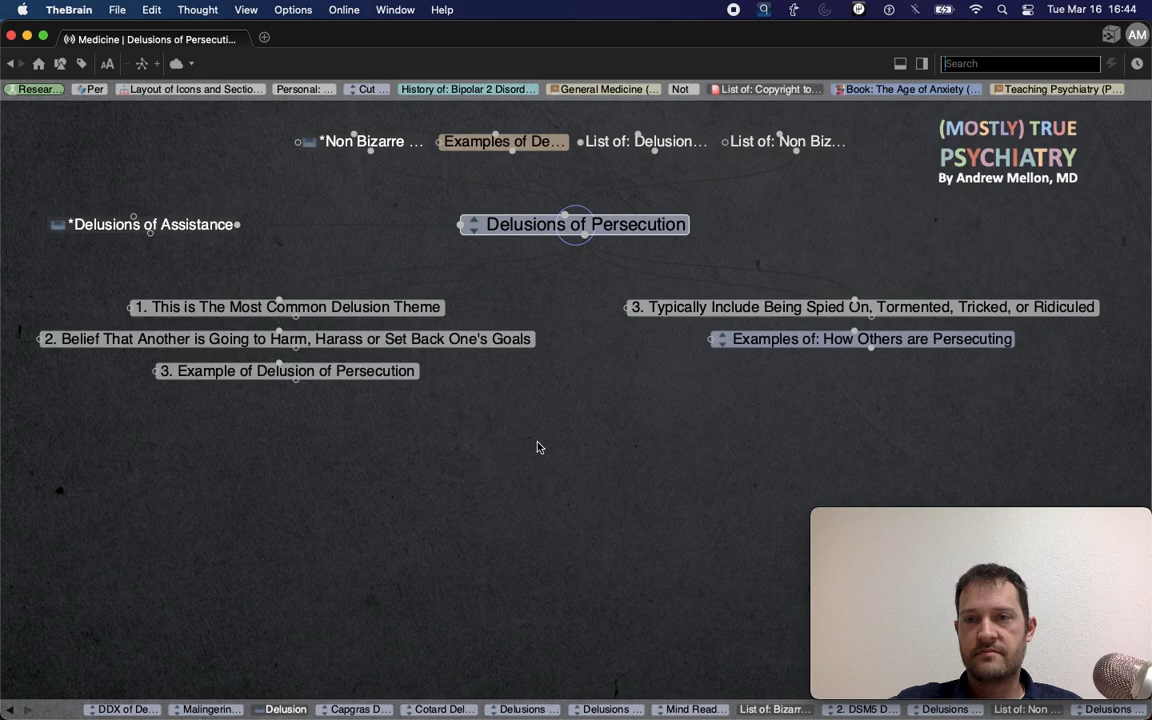 TheBrain File Edit View Thought Options Online Window Help Tue Mar 16 16:44
Medicine | Delusions of Persecuti... AM
AA Search
Resear... Per Layout of Icons and Sectio... Personal: ... Cut ... History of: Bipolar 2 Disord... General Medicine (... Not List of: Copyright to... Book: The Age of Anxiety (... Teaching Psychiatry (P...
(MOSTLY) TRUE
PSYCHIATRY
By Andrew Mellon, MD
*Non Bizarre ... Examples of De... List of: Delusion... List of: Non Biz...
*Delusions of Assistance Delusions of Persecution
1. This is The Most Common Delusion Theme
2. Belief That Another is Going to Harm, Harass or Set Back One's Goals
3. Example of Delusion of Persecution
3. Typically Include Being Spied On, Tormented, Tricked, or Ridiculed
Examples of: How Others are Persecuting
DDX of De... Malingerin... Delusion Capgras D... Cotard Del... Delusions ... Delusions ... Mind Read... List of: Bizarr... 2. DSM5 D... Delusions ... List of: Non ... Delusions ...